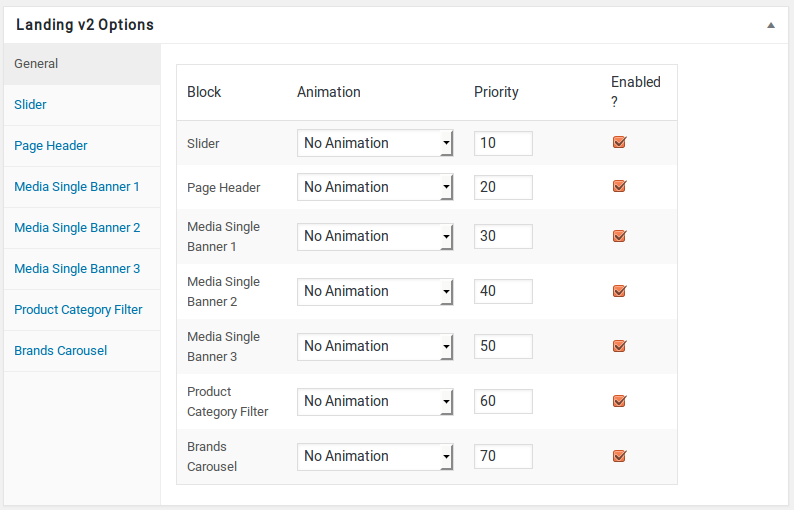 Landing v2 Options
General
Slider
Page Header
Media Single Banner 1
Media Single Banner 2
Media Single Banner 3
Product Category Filter
Brands Carousel
Block Animation Priority Enabled
?
Slider No Animation 10
Page Header No Animation 20
Media Single
Banner 1 No Animation 30
Media Single
Banner 2 No Animation 40
Media Single
Banner 3 No Animation 50
Product
Category Filter No Animation 60
Brands
Carousel No Animation 70